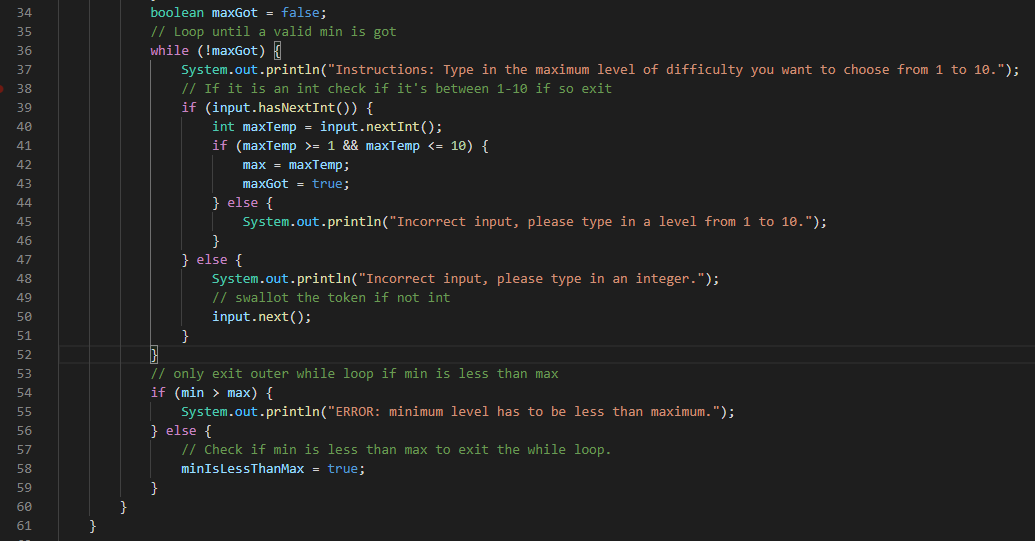 34 boolean maxGot = false;
35 // Loop until a valid min is got
36 while (!maxGot) {
37 System.out.println("Instructions: Type in the maximum level of difficulty you want to choose from 1 to 10.");
38 // If it is an int check if it's between 1-10 if so exit
39 if (input.hasNextInt()) {
40 int maxTemp = input.nextInt();
41 if (maxTemp >= 1 && maxTemp <= 10) {
42 max = maxTemp;
43 maxGot = true;
44 } else {
45 System.out.println("Incorrect input, please type in a level from 1 to 10.");
46 }
47 } else {
48 System.out.println("Incorrect input, please type in an integer.");
49 // swallot the token if not int
50 input.next();
51 }
52 }
53 // only exit outer while loop if min is less than max
54 if (min > max) {
55 System.out.println("ERROR: minimum level has to be less than maximum.");
56 } else {
57 // Check if min is less than max to exit the while loop.
58 minIsLessThanMax = true;
59 }
60 }
61 }